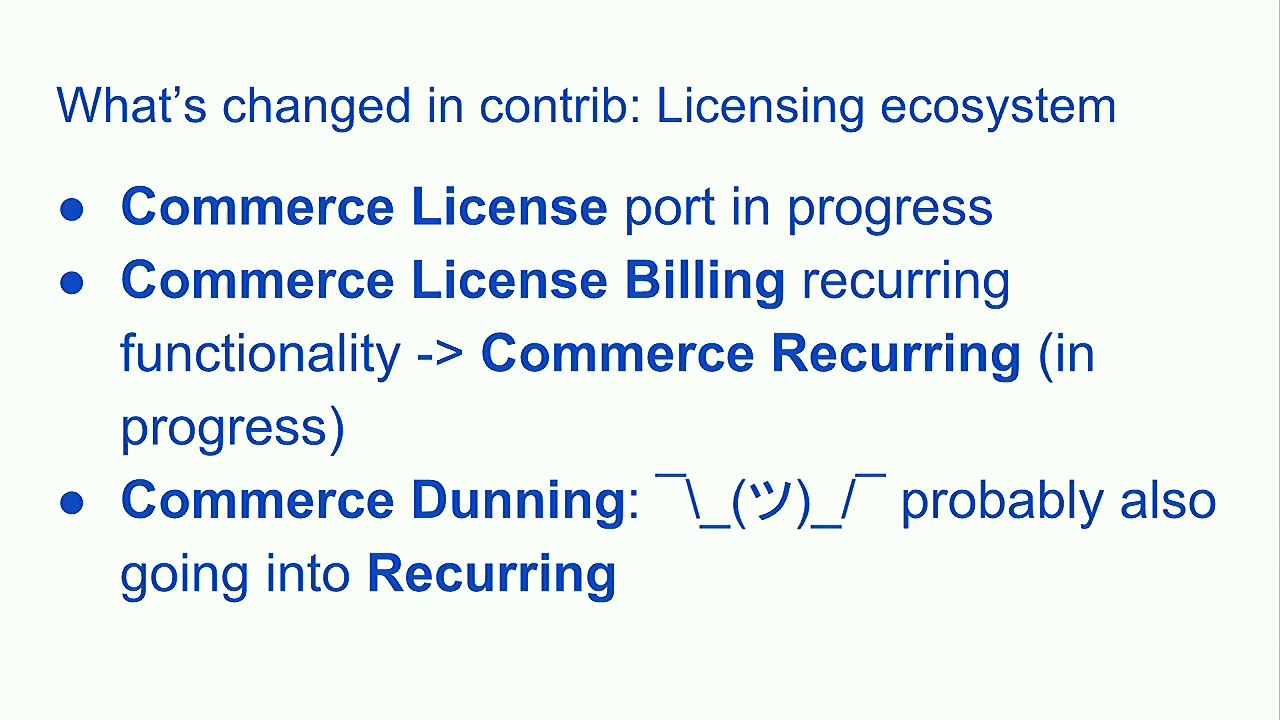 What’s changed in contrib: Licensing ecosystem
● Commerce License port in progress
● Commerce License Billing recurring
functionality -> Commerce Recurring (in
progress)
● Commerce Dunning: ¯\_(ツ)_/¯ probably also
going into Recurring